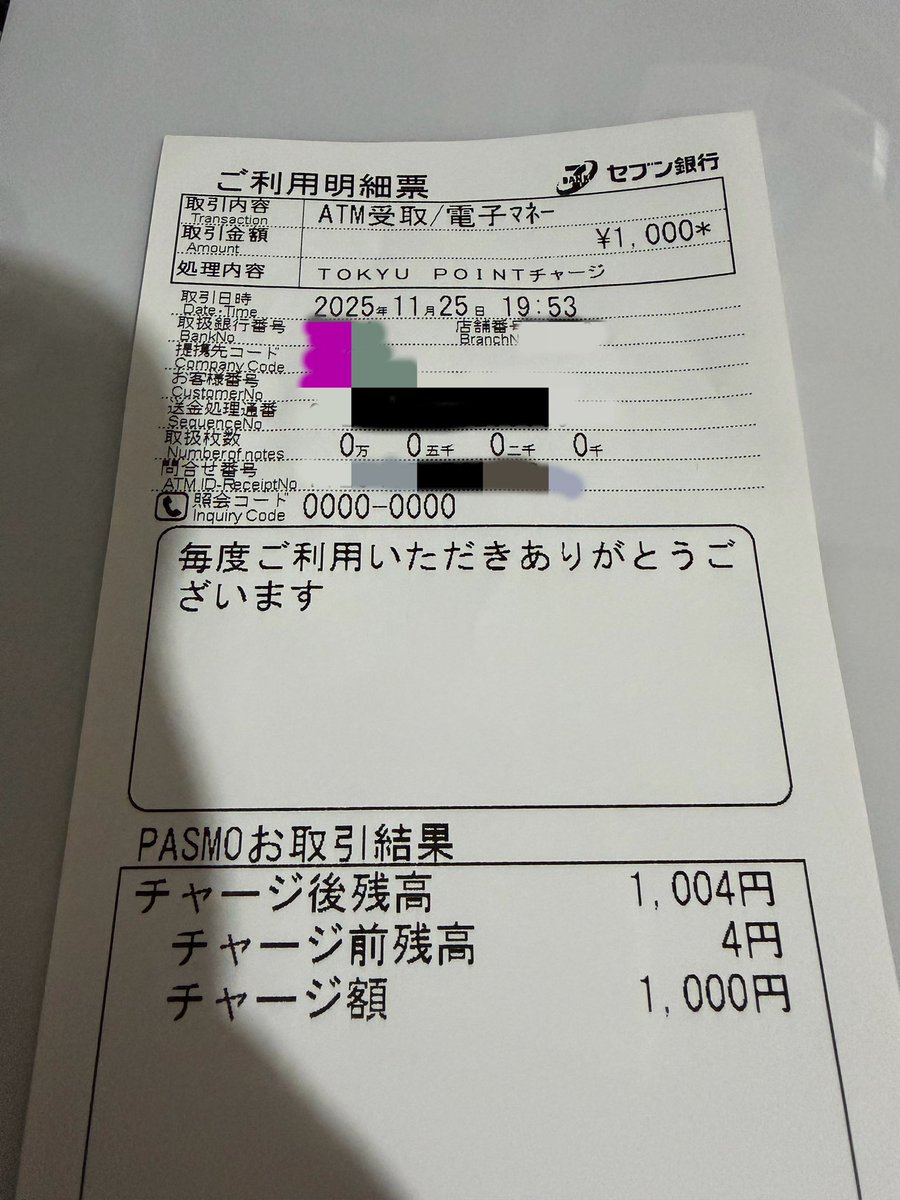 ご利用明細票
7 BANK セブン銀行
取引内容 Transaction ATM受取/電子マネー
取引金額 Amount ¥1,000*
処理内容 TOKYU POINTチャージ
取引日時 Date・Time 2025年11月25日 19:53
取扱銀行番号 BankNo 店舗番号 BranchN
提携先コード Company Code
お客様番号 CustomerNo
送金処理通番 SequenceNo
取扱枚数 Number of notes 0万 0五千 0二千 0千
問合せ番号 ATM ID-ReceiptNo
照会コード Inquiry Code 0000-0000
毎度ご利用いただきありがとうご
ざいます
PASMOお取引結果
チャージ後残高 1,004円
チャージ前残高 4円
チャージ額 1,000円